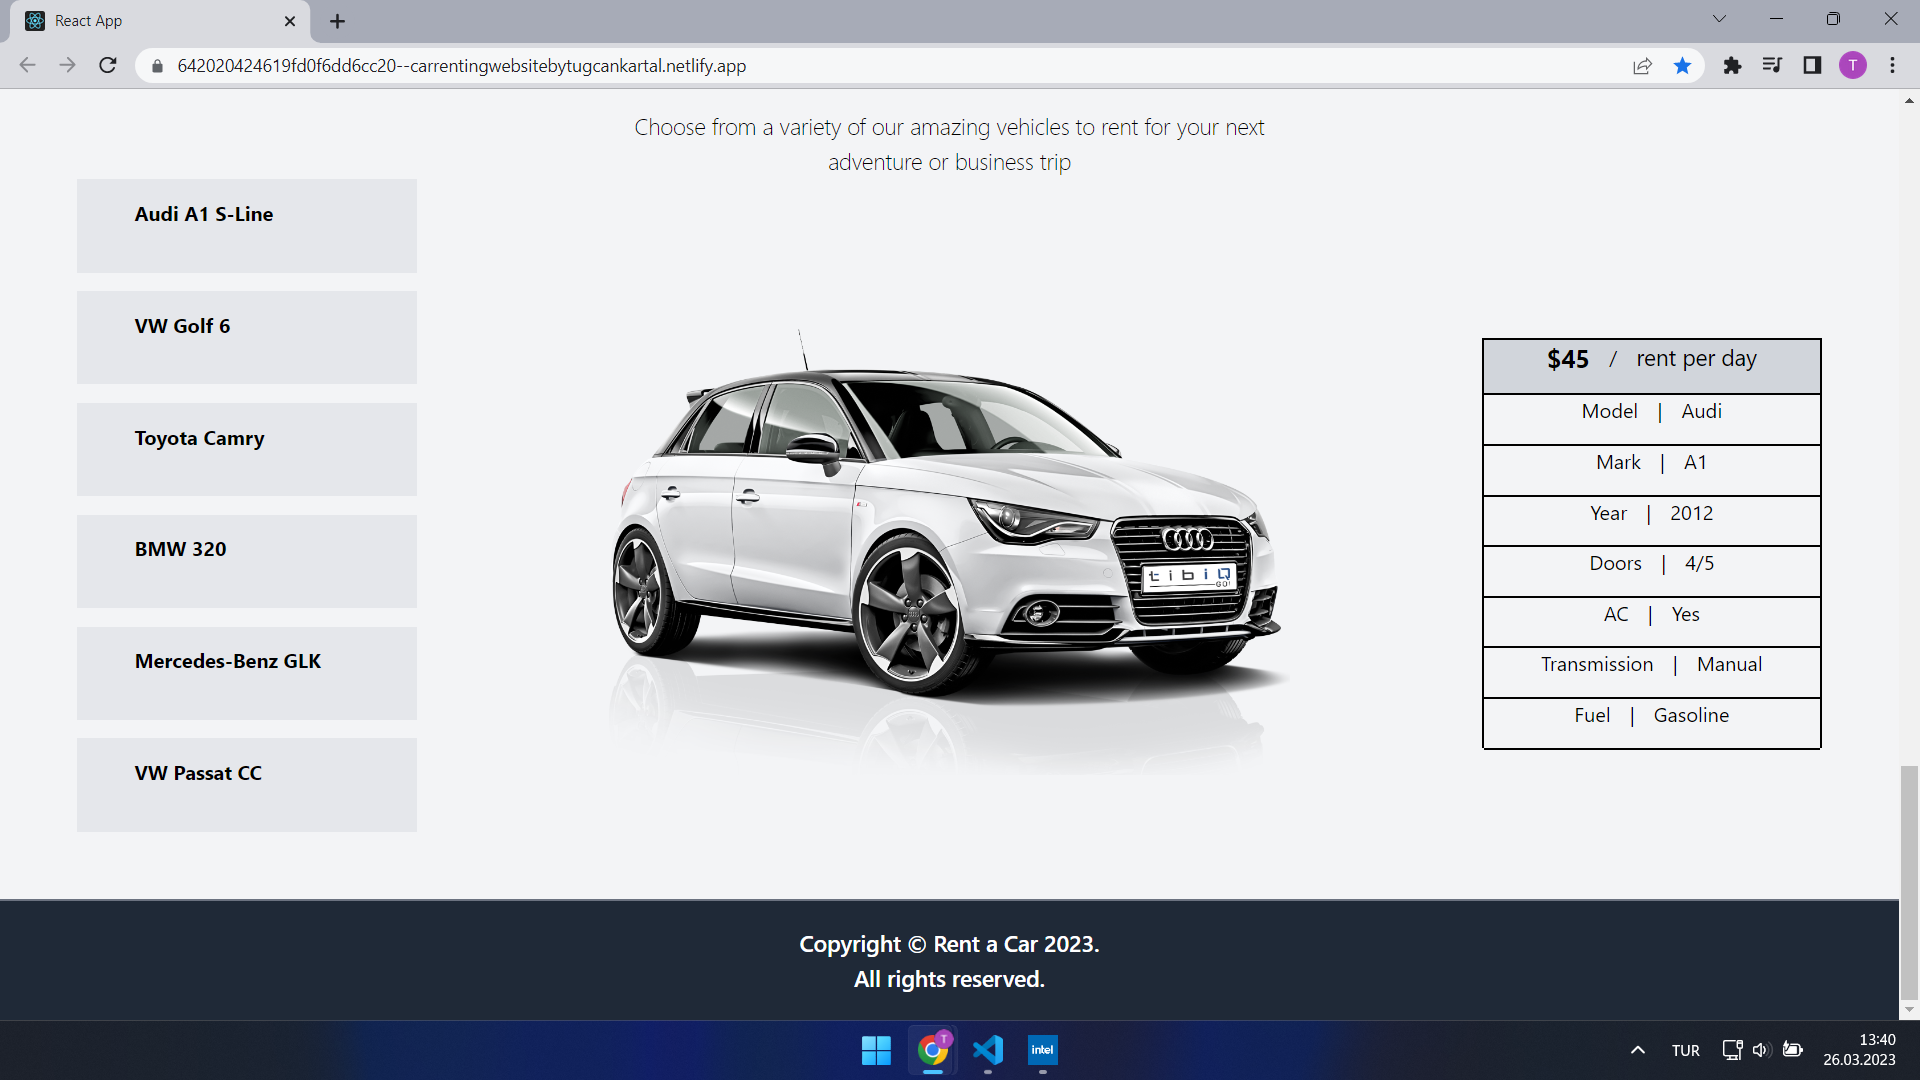 React App
642020424619fd0f6dd6cc20--carrentingwebsitebytugcankartal.netlify.app
T
Choose from a variety of our amazing vehicles to rent for your next
adventure or business trip
Audi A1 S-Line
VW Golf 6
Toyota Camry
BMW 320
Mercedes-Benz GLK
VW Passat CC
tibiQ
GO!
$45 / rent per day
Model | Audi
Mark | A1
Year | 2012
Doors | 4/5
AC | Yes
Transmission | Manual
Fuel | Gasoline
Copyright © Rent a Car 2023.
All rights reserved.
T
intel
TUR
13:40
26.03.2023